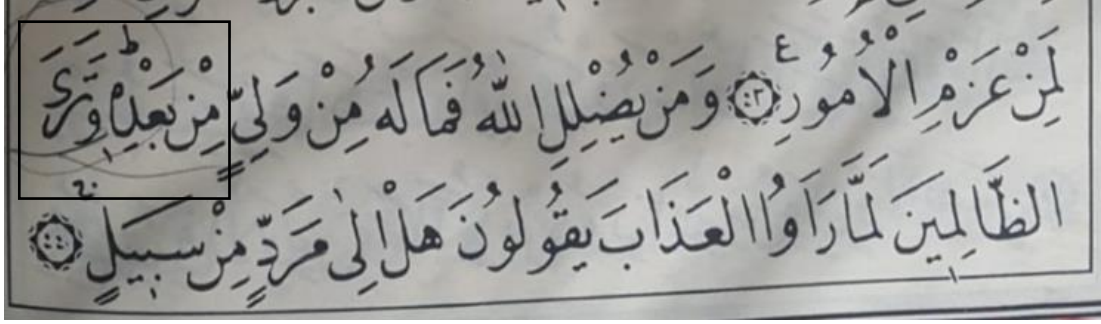 لَمِنْ عَزْمِ الْاُمُوْرِ ۝٤٣ ع وَمَنْ يُّضْلِلِ اللّٰهُ فَمَا لَهٗ مِنْ وَّلِيٍّ مِّنْ بَعْدِهٖ ؕ وَتَرَى
الظّٰلِمِيْنَ لَمَّا رَاَوُا الْعَذَابَ يَقُوْلُوْنَ هَلْ اِلٰى مَرَدٍّ مِّنْ سَبِيْلٍ ۝٤٤